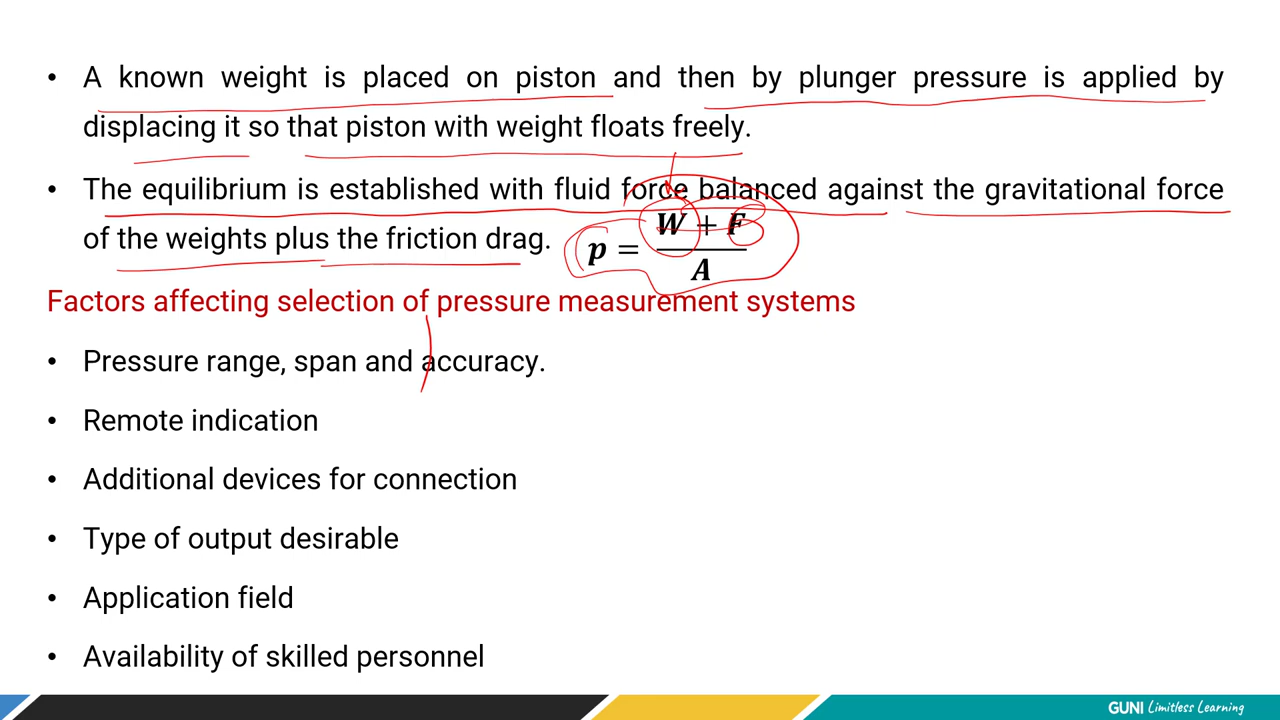 • A known weight is placed on piston and then by plunger pressure is applied by
displacing it so that piston with weight floats freely.
• The equilibrium is established with fluid force balanced against the gravitational force
of the weights plus the friction drag. p = (W + F) / A
Factors affecting selection of pressure measurement systems
• Pressure range, span and accuracy.
• Remote indication
• Additional devices for connection
• Type of output desirable
• Application field
• Availability of skilled personnel
GUNI Limitless Learning